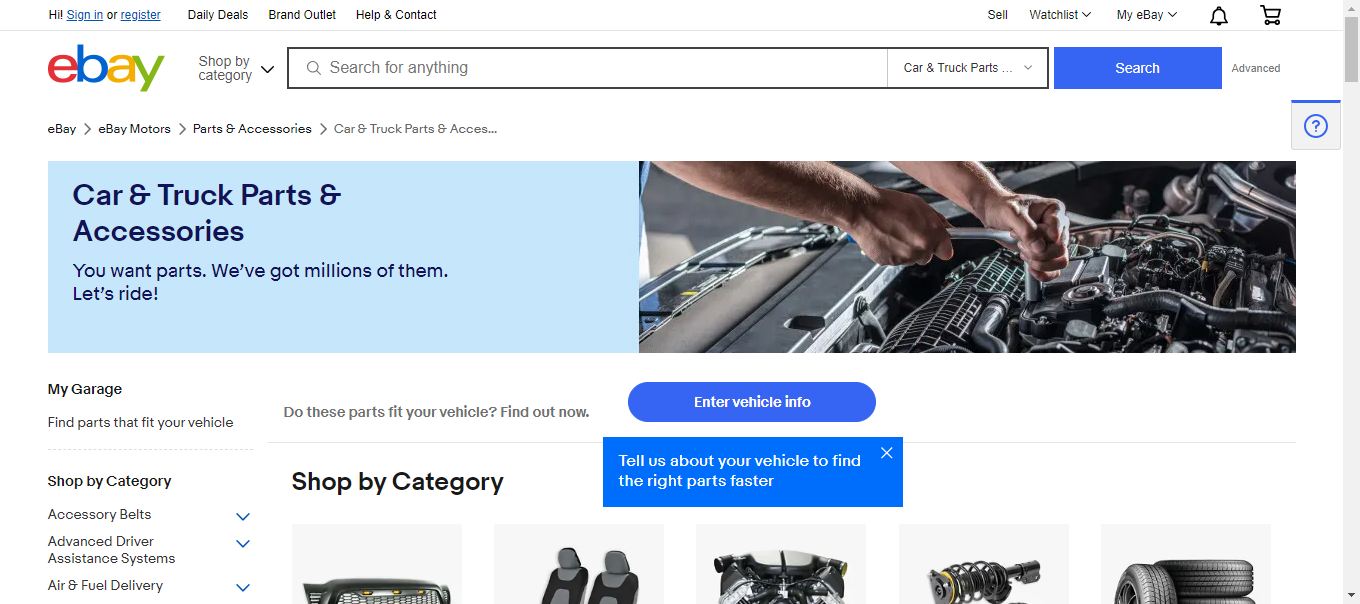 Hi! Sign in or register Daily Deals Brand Outlet Help & Contact Sell Watchlist My eBay
ebay
Shop by
category
Search for anything
Car & Truck Parts ...
Search
Advanced
eBay eBay Motors Parts & Accessories Car & Truck Parts & Acces...
?
Car & Truck Parts &
Accessories
You want parts. We've got millions of them.
Let's ride!
My Garage
Find parts that fit your vehicle
Shop by Category
Accessory Belts
Advanced Driver
Assistance Systems
Air & Fuel Delivery
Do these parts fit your vehicle? Find out now.
Enter vehicle info
Tell us about your vehicle to find
the right parts faster
Shop by Category